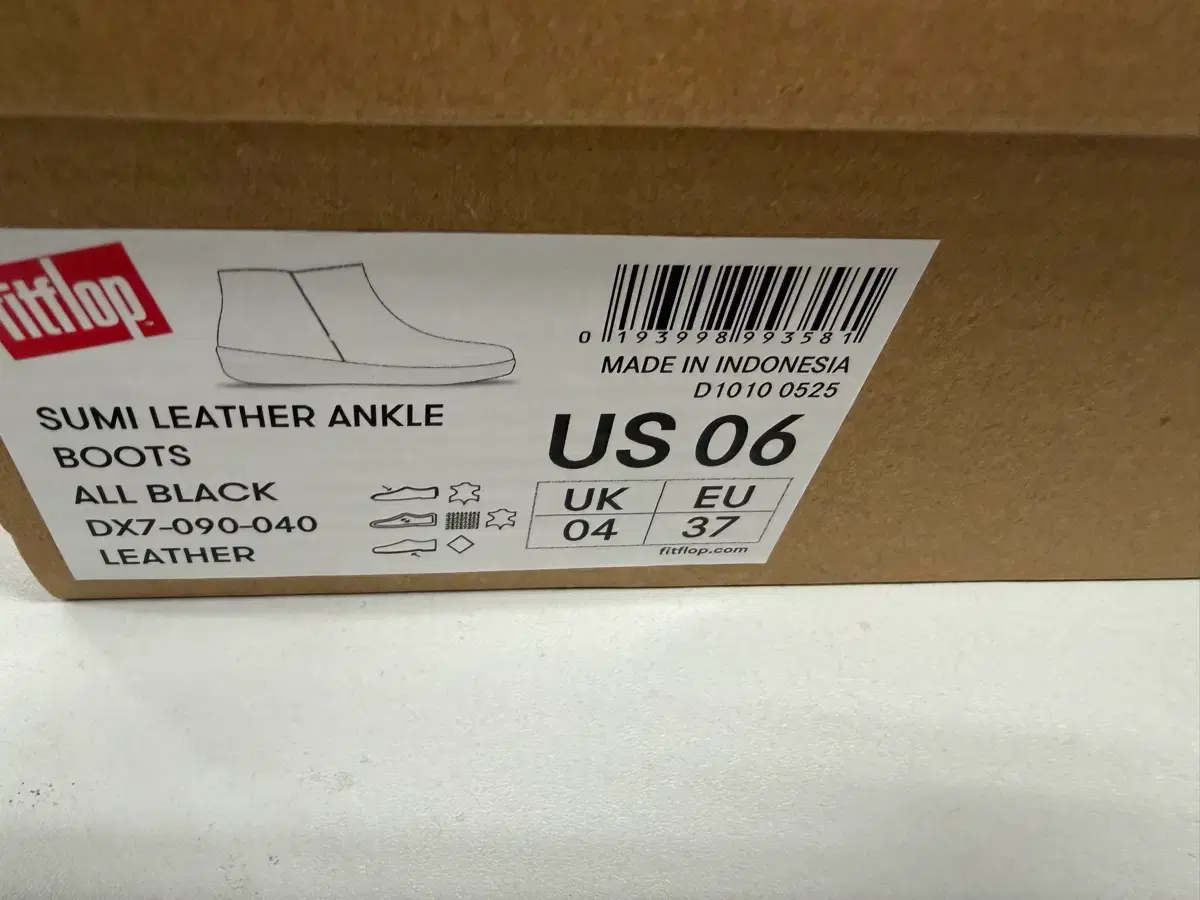 fitflop
0 193998 993581
MADE IN INDONESIA
D1010 0525
SUMI LEATHER ANKLE
BOOTS
ALL BLACK
DX7-090-040
LEATHER
US 06
UK EU
04 37
fitflop.com